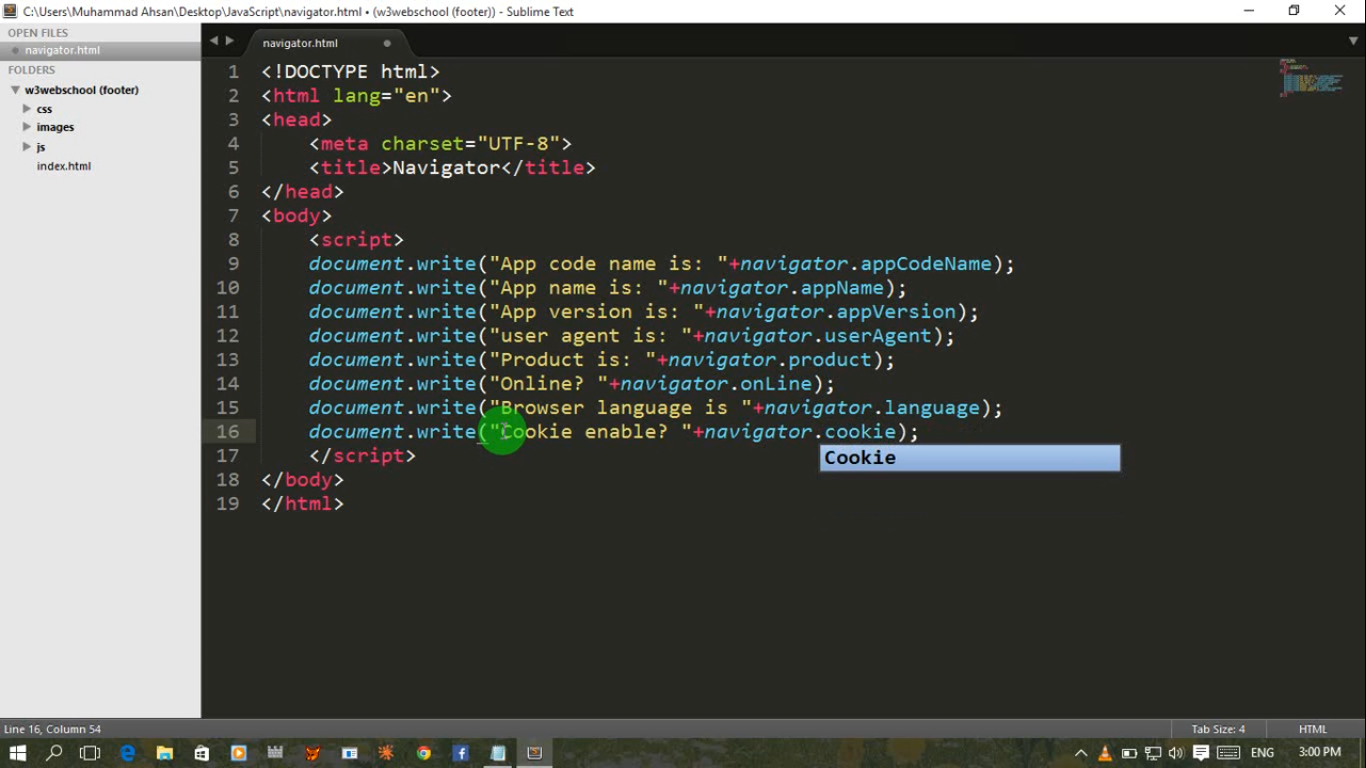 C:\Users\Muhammad Ahsan\Desktop\JavaScript\navigator.html • (w3webschool (footer)) - Sublime Text
OPEN FILES
navigator.html
FOLDERS
w3webschool (footer)
css
images
js
index.html
navigator.html
1 <!DOCTYPE html>
2 <html lang="en">
3 <head>
4 <meta charset="UTF-8">
5 <title>Navigator</title>
6 </head>
7 <body>
8 <script>
9 document.write("App code name is: "+navigator.appCodeName);
10 document.write("App name is: "+navigator.appName);
11 document.write("App version is: "+navigator.appVersion);
12 document.write("user agent is: "+navigator.userAgent);
13 document.write("Product is: "+navigator.product);
14 document.write("Online? "+navigator.onLine);
15 document.write("Browser language is "+navigator.language);
16 document.write("Cookie enable? "+navigator.cookie);
Cookie
17 </script>
18 </body>
19 </html>
Line 16, Column 54
Tab Size: 4
HTML
ENG
3:00 PM